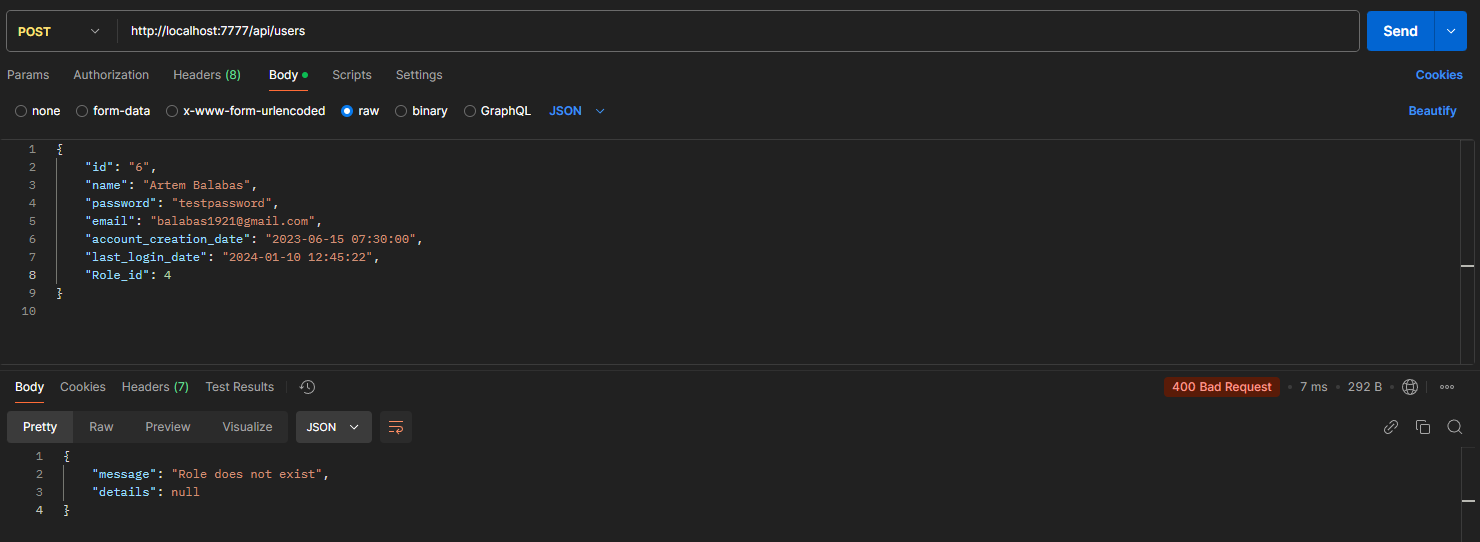 POST http://localhost:7777/api/users Send
Params Authorization Headers (8) Body Scripts Settings Cookies
none form-data x-www-form-urlencoded raw binary GraphQL JSON Beautify
1 {
2 "id": "6",
3 "name": "Artem Balabas",
4 "password": "testpassword",
5 "email": "balabas1921@gmail.com",
6 "account_creation_date": "2023-06-15 07:30:00",
7 "last_login_date": "2024-01-10 12:45:22",
8 "Role_id": 4
9 }
10
Body Cookies Headers (7) Test Results 400 Bad Request • 7 ms • 292 B •
Pretty Raw Preview Visualize JSON
1 {
2 "message": "Role does not exist",
3 "details": null
4 }